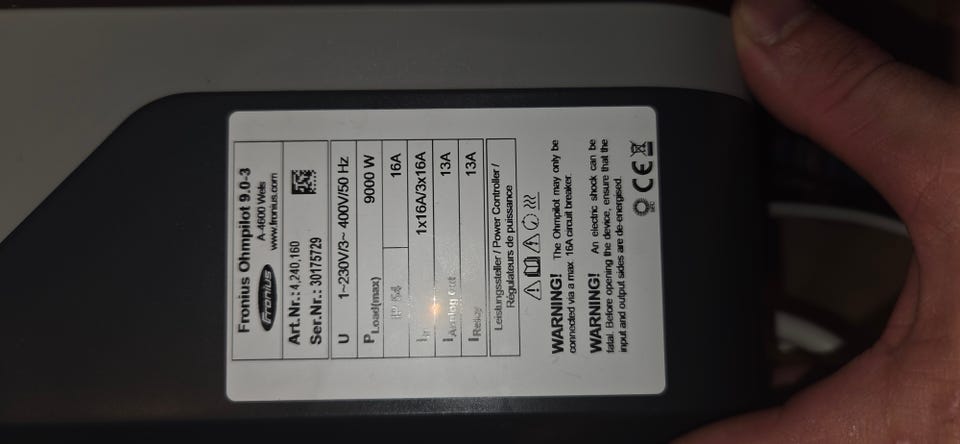 Fronius Ohmpilot 9.0-3
Fronius
A-4600 Wels
www.fronius.com
Art.Nr.: 4,240,160
Ser.Nr.: 30175729
U 1~230V/3~ 400V/50 Hz
P Load(max) 9000 W
IP 54 16A
I In 1x16A/3x16A
I Analog Out 13A
I Relay 13A
Leistungssteller / Power Controller /
Régulateurs de puissance
WARNING! The Ohmpilot may only be
connected via a max. 16A circuit breaker.
WARNING! An electric shock can be
fatal. Before opening the device, ensure that the
input and output sides are de-energised.
CE